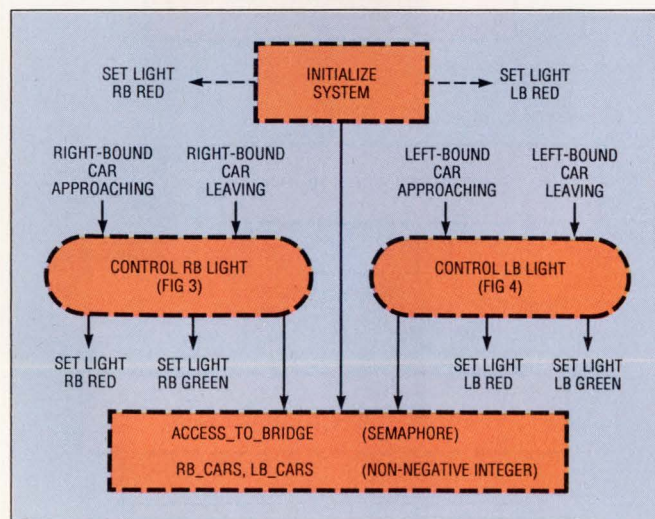 INITIALIZE
SYSTEM
SET LIGHT
RB RED
SET LIGHT
LB RED
RIGHT-BOUND
CAR
APPROACHING
RIGHT-BOUND
CAR
LEAVING
LEFT-BOUND
CAR
APPROACHING
LEFT-BOUND
CAR
LEAVING
CONTROL RB LIGHT
(FIG 3)
CONTROL LB LIGHT
(FIG 4)
SET LIGHT
RB RED
SET LIGHT
RB GREEN
SET LIGHT
LB RED
SET LIGHT
LB GREEN
ACCESS_TO_BRIDGE (SEMAPHORE)
RB_CARS, LB_CARS (NON-NEGATIVE INTEGER)